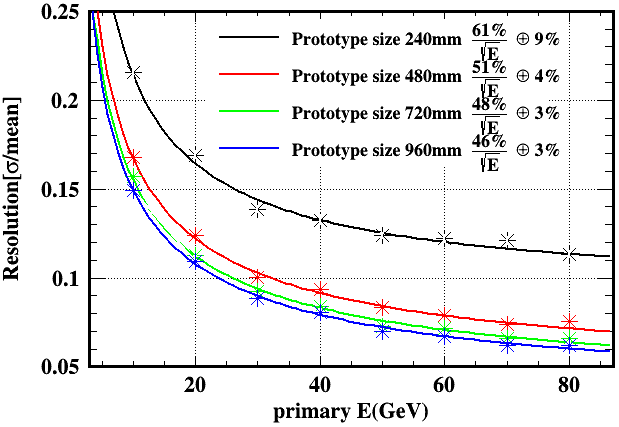 Resolution[σ/mean]
0.25
0.2
0.15
0.1
0.05
Prototype size 240mm 61%/√E ⊕ 9%
Prototype size 480mm 51%/√E ⊕ 4%
Prototype size 720mm 48%/√E ⊕ 3%
Prototype size 960mm 46%/√E ⊕ 3%
20 40 60 80
primary E(GeV)